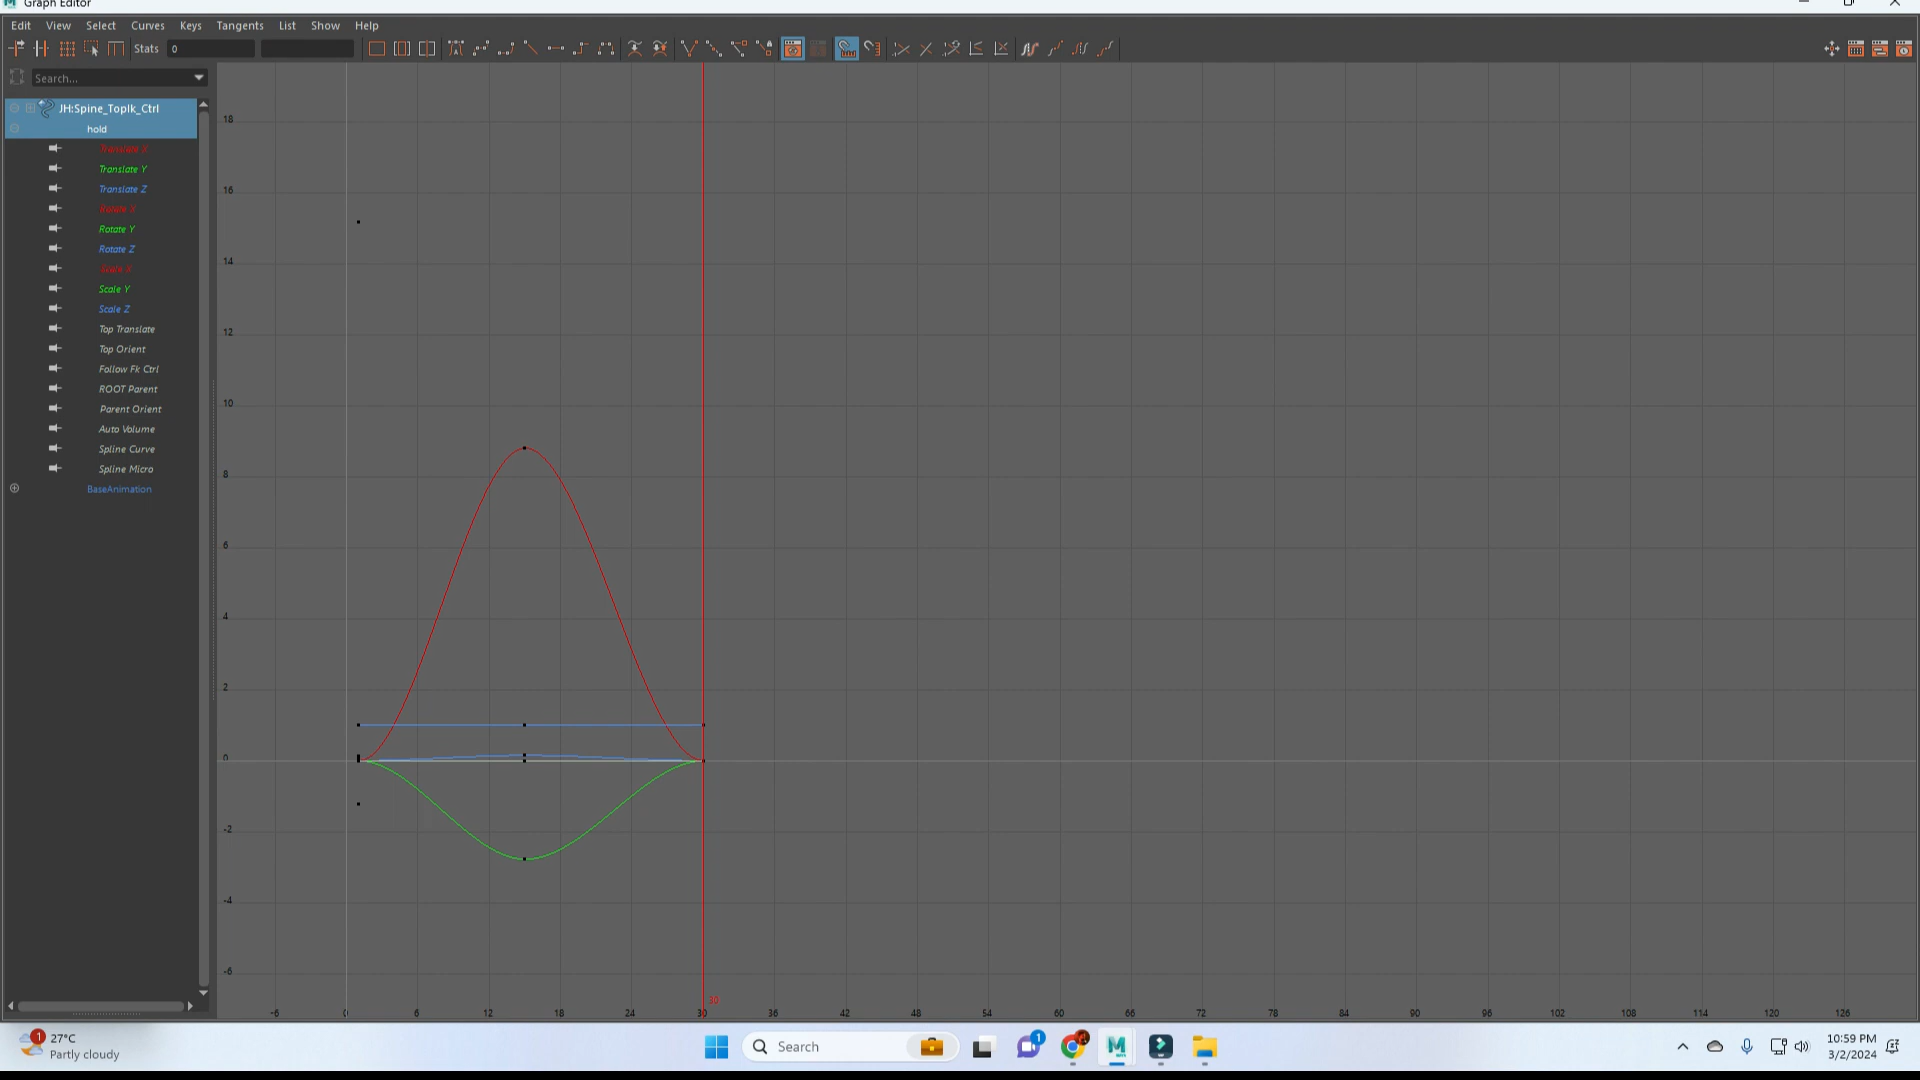 Graph Editor
Edit View Select Curves Keys Tangents List Show Help
Stats 0
Search...
JH:Spine_TopIk_Ctrl
hold
Translate X
Translate Y
Translate Z
Rotate X
Rotate Y
Rotate Z
Scale X
Scale Y
Scale Z
Top Translate
Top Orient
Follow Fk Ctrl
ROOT Parent
Parent Orient
Auto Volume
Spline Curve
Spline Micro
BaseAnimation
18
16
14
12
10
8
6
4
2
0
-2
-4
-6
30
-6 0 6 12 18 24 30 36 42 48 54 60 66 72 78 84 90 96 102 108 114 120 126
1
27°C
Partly cloudy
Search
1
10:59 PM
3/2/2024